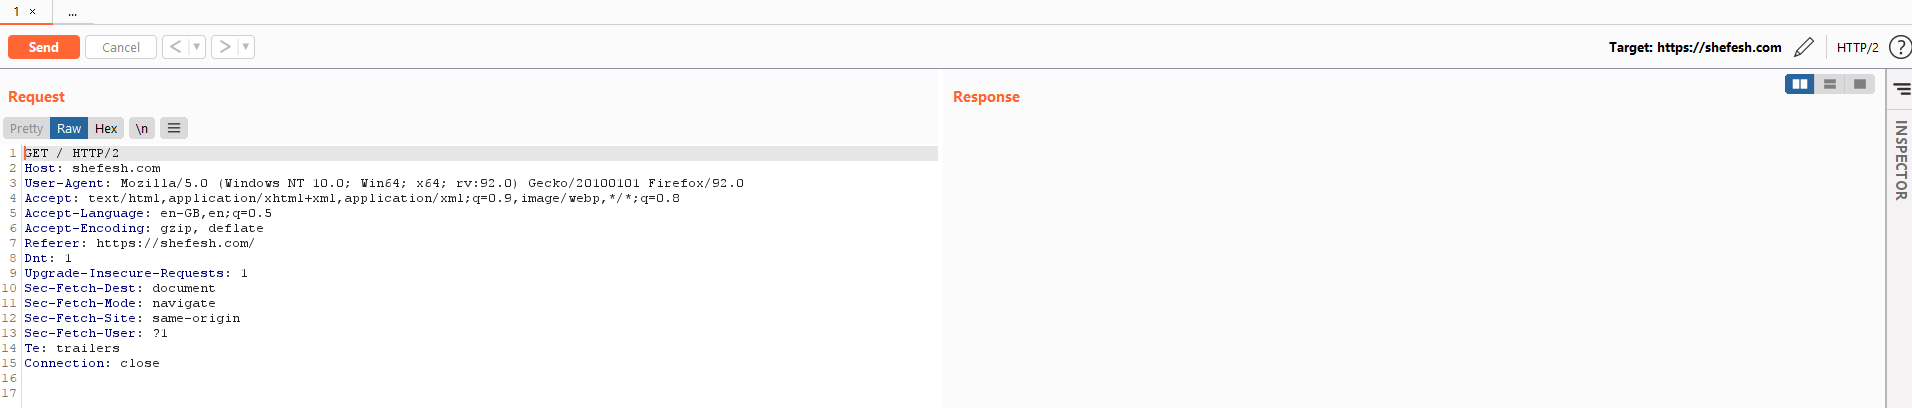 1 × ...
Send Cancel < > Target: https://shefesh.com HTTP/2 ?
Request Response
Pretty Raw Hex \n
1 GET / HTTP/2
2 Host: shefesh.com
3 User-Agent: Mozilla/5.0 (Windows NT 10.0; Win64; x64; rv:92.0) Gecko/20100101 Firefox/92.0
4 Accept: text/html,application/xhtml+xml,application/xml;q=0.9,image/webp,*/*;q=0.8
5 Accept-Language: en-GB,en;q=0.5
6 Accept-Encoding: gzip, deflate
7 Referer: https://shefesh.com/
8 Dnt: 1
9 Upgrade-Insecure-Requests: 1
10 Sec-Fetch-Dest: document
11 Sec-Fetch-Mode: navigate
12 Sec-Fetch-Site: same-origin
13 Sec-Fetch-User: ?1
14 Te: trailers
15 Connection: close
16
17
INSPECTOR